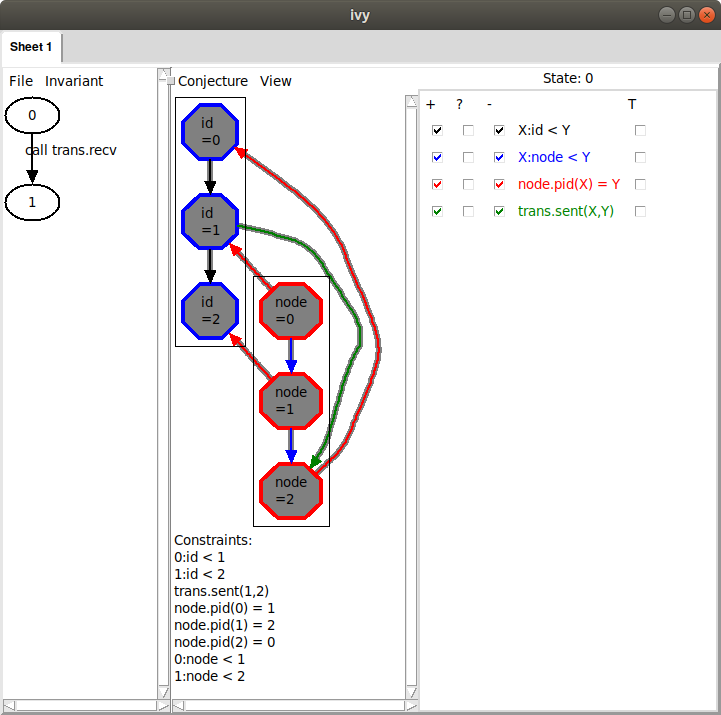 ivy
Sheet 1
File Invariant
0
call trans.recv
1
Conjecture View
id
=0
id
=1
id
=2
node
=0
node
=1
node
=2
Constraints:
0:id < 1
1:id < 2
trans.sent(1,2)
node.pid(0) = 1
node.pid(1) = 2
node.pid(2) = 0
0:node < 1
1:node < 2
State: 0
+ ? - T
X:id < Y
X:node < Y
node.pid(X) = Y
trans.sent(X,Y)